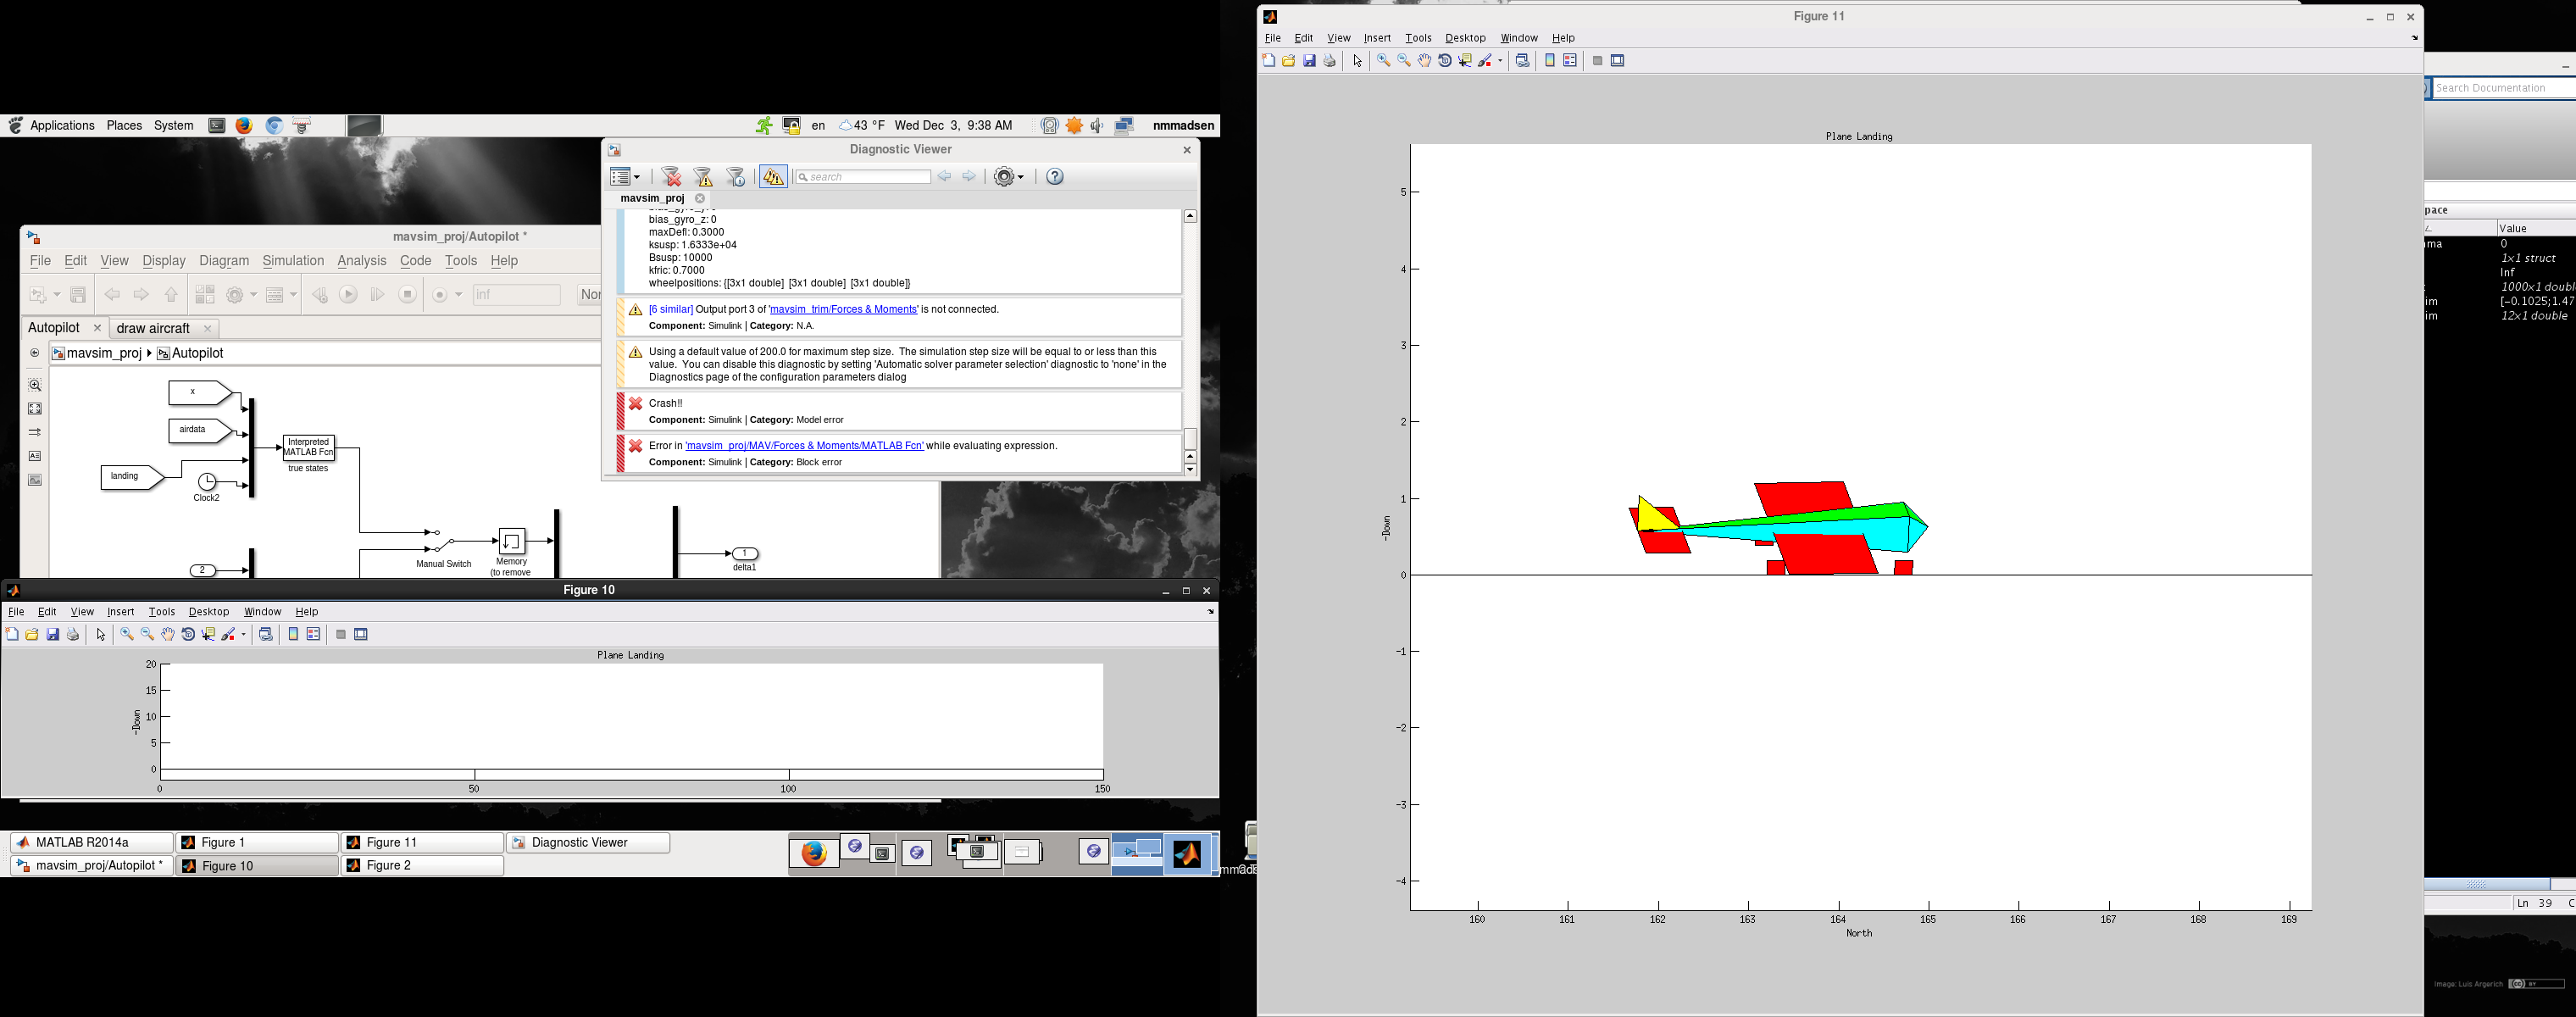 Applications Places System
en 43 °F Wed Dec 3, 9:38 AM nmmadsen
Diagnostic Viewer
search
mavsim_proj
bias_gyro_z: 0
maxDefl: 0.3000
ksusp: 1.6333e+04
Bsusp: 10000
kfric: 0.7000
wheelpositions: {[3x1 double] [3x1 double] [3x1 double]}
[6 similar] Output port 3 of 'mavsim_trim/Forces & Moments' is not connected.
Component: Simulink | Category: N.A.
Using a default value of 200.0 for maximum step size. The simulation step size will be equal to or less than this
value. You can disable this diagnostic by setting 'Automatic solver parameter selection' diagnostic to 'none' in the
Diagnostics page of the configuration parameters dialog
Crash!!
Component: Simulink | Category: Model error
Error in 'mavsim_proj/MAV/Forces & Moments/MATLAB Fcn' while evaluating expression.
Component: Simulink | Category: Block error
mavsim_proj/Autopilot *
File Edit View Display Diagram Simulation Analysis Code Tools Help
inf
Nor
Autopilot
draw aircraft
mavsim_proj Autopilot
x
airdata
landing
Clock2
Interpreted
MATLAB Fcn
true states
Manual Switch
Memory
(to remove
2
1
delta1
Figure 10
File Edit View Insert Tools Desktop Window Help
Plane Landing
20
15
10
5
0
-Down
0 50 100 150
MATLAB R2014a
Figure 1
Figure 11
Diagnostic Viewer
mavsim_proj/Autopilot *
Figure 10
Figure 2
Figure 11
File Edit View Insert Tools Desktop Window Help
Plane Landing
5
4
3
2
1
0
-1
-2
-3
-4
-Down
160 161 162 163 164 165 166 167 168 169
North
Search Documentation
pace
Value
0
1×1 struct
Inf
1000×1 doubl
[-0.1025;1.47
12×1 double
Ln 39 C
Image: Luis Argerich